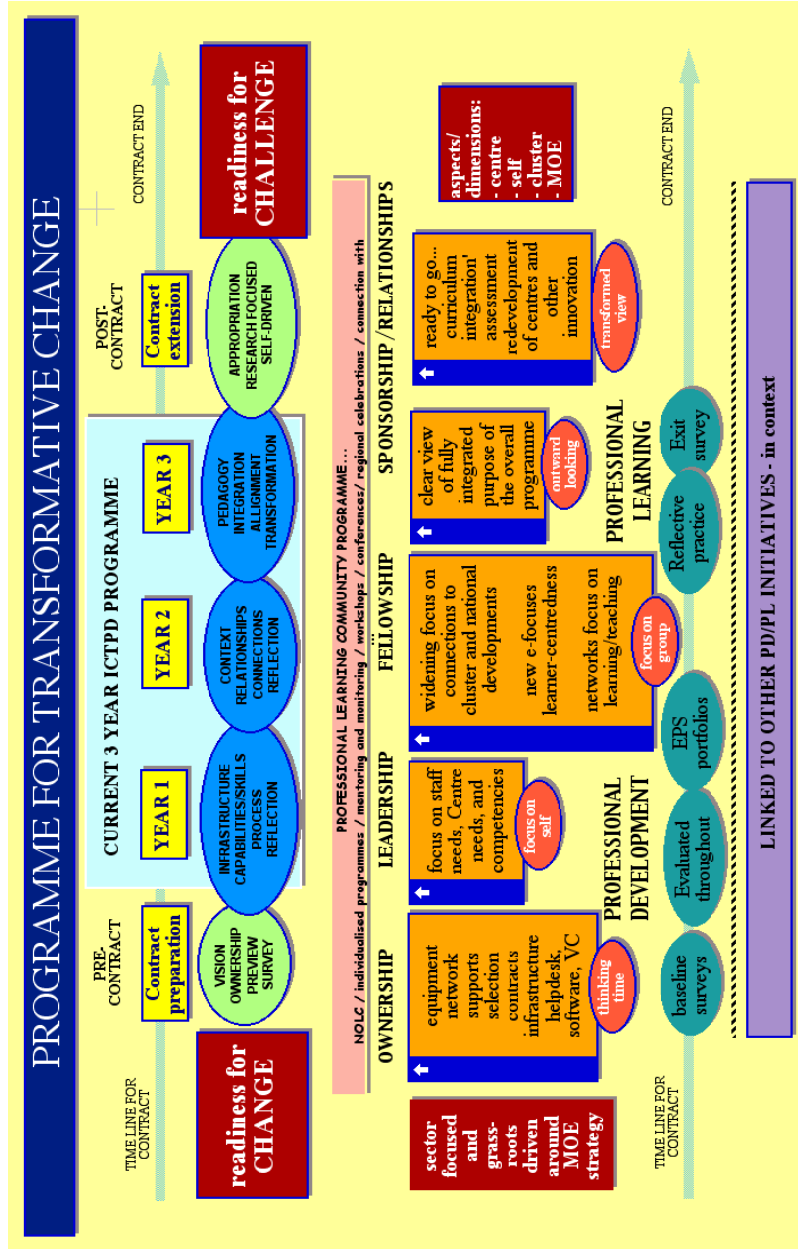 PROGRAMME FOR TRANSFORMATIVE CHANGE
TIME LINE FOR
CONTRACT
PRE-
CONTRACT
CURRENT 3 YEAR ICTPD PROGRAMME
POST-
CONTRACT
CONTRACT END
Contract
preparation
YEAR 1
YEAR 2
YEAR 3
Contract
extension
readiness for
CHANGE
VISION
OWNERSHIP
PREVIEW
SURVEY
INFRASTRUCTURE
CAPABILITIES/SKILLS
PROCESS
REFLECTION
CONTEXT
RELATIONSHIPS
CONNECTIONS
REFLECTION
PEDAGOGY
INTEGRATION
ALLIGNMENT
TRANSFORMATION
APPROPRIATION
RESEARCH FOCUSED
SELF-DRIVEN
readiness for
CHALLENGE
PROFESSIONAL LEARNING COMMUNITY PROGRAMME...
NOLC / individualised programmes / mentoring and monitoring / workshops / conferences/ regional celebrations / connection with
...
OWNERSHIP
LEADERSHIP
FELLOWSHIP
SPONSORSHIP / RELATIONSHIPS
sector
focused
and
grass-
roots
driven
around
MOE
strategy
equipment
network
supports
selection
contracts
infrastructure
helpdesk,
software, VC
thinking
time
focus on staff
needs, Centre
needs, and
competencies
focus on
self
widening focus on
connections to
cluster and national
developments
new e-focuses
learner-centredness
networks focus on
learning/teaching
focus on
group
clear view
of fully
integrated
purpose of
the overall
programme
outward
looking
ready to go...
curriculum
integration'
assessment
redevelopment
of centres and
other
innovation
transformed
view
aspects/
dimensions:
- centre
- self
- cluster
- MOE
PROFESSIONAL
DEVELOPMENT
PROFESSIONAL
LEARNING
TIME LINE FOR
CONTRACT
baseline
surveys
Evaluated
throughout
EPS
portfolios
Reflective
practice
Exit
survey
CONTRACT END
LINKED TO OTHER PD/PL INITIATIVES - in context